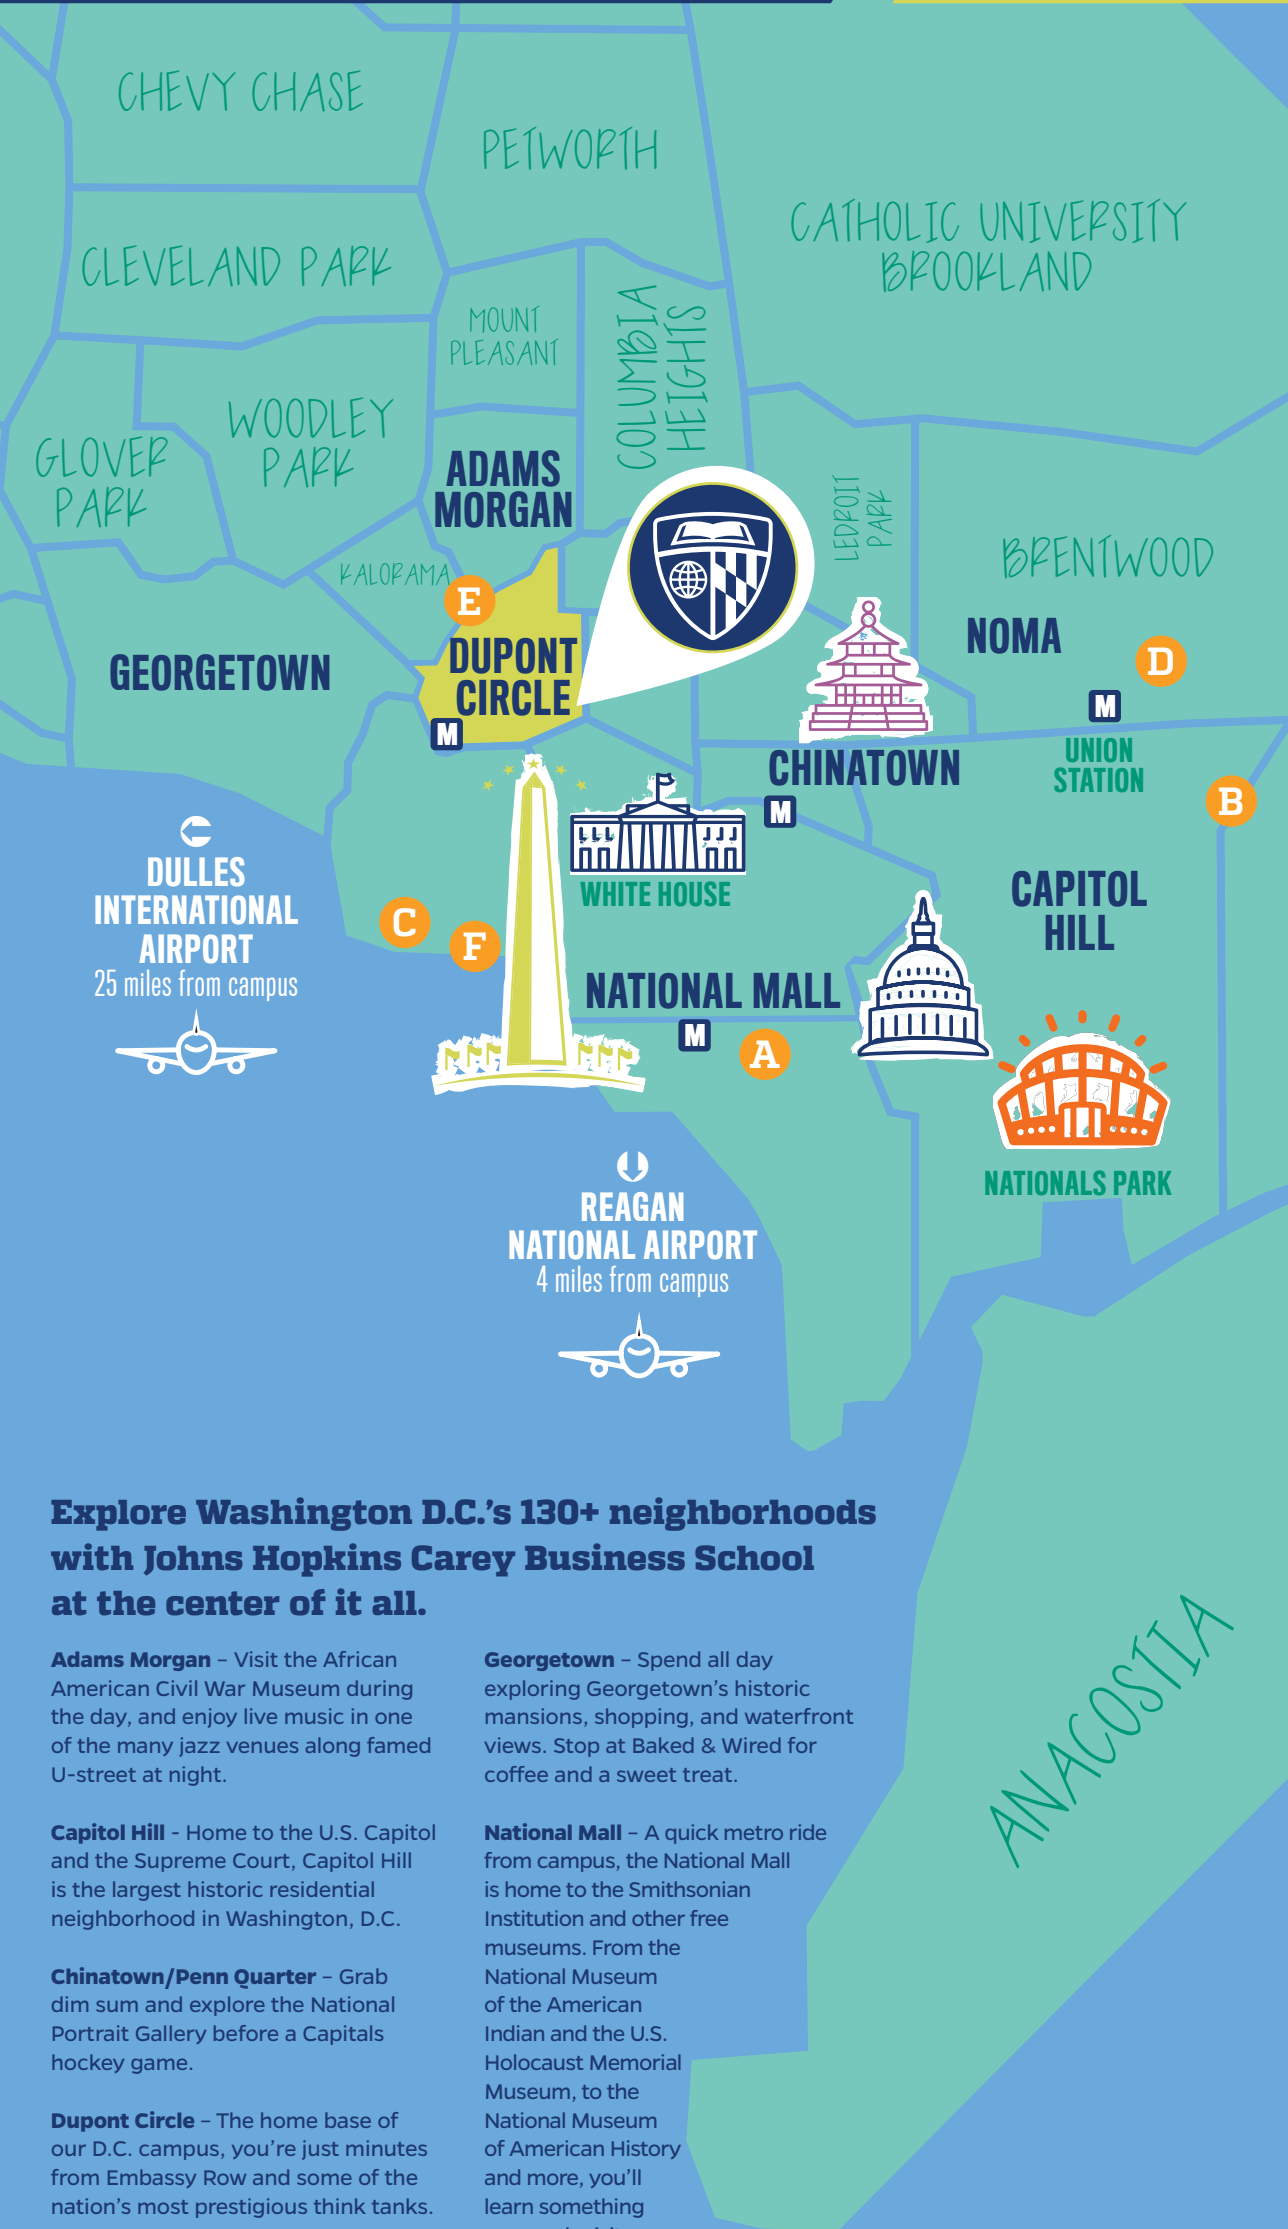 CHEVY CHASE
PETWORTH
CATHOLIC UNIVERSITY
BROOKLAND
CLEVELAND PARK
MOUNT
PLEASANT
COLUMBIA
HEIGHTS
WOODLEY
PARK
GLOVER
PARK
ADAMS
MORGAN
LEDROIT
PARK
BRENTWOOD
KALORAMA
E
NOMA
D
DUPONT
CIRCLE
GEORGETOWN
M
M
UNION
STATION
CHINATOWN
M
B
DULLES
INTERNATIONAL
AIRPORT
25 miles from campus
WHITE HOUSE
CAPITOL
HILL
C
F
NATIONAL MALL
M
A
NATIONALS PARK
REAGAN
NATIONAL AIRPORT
4 miles from campus
ANACOSTIA
Explore Washington D.C.’s 130+ neighborhoods
with Johns Hopkins Carey Business School
at the center of it all.
Adams Morgan – Visit the African
American Civil War Museum during
the day, and enjoy live music in one
of the many jazz venues along famed
U-street at night.
Capitol Hill - Home to the U.S. Capitol
and the Supreme Court, Capitol Hill
is the largest historic residential
neighborhood in Washington, D.C.
Chinatown/Penn Quarter – Grab
dim sum and explore the National
Portrait Gallery before a Capitals
hockey game.
Dupont Circle – The home base of
our D.C. campus, you’re just minutes
from Embassy Row and some of the
nation’s most prestigious think tanks.
Georgetown – Spend all day
exploring Georgetown’s historic
mansions, shopping, and waterfront
views. Stop at Baked & Wired for
coffee and a sweet treat.
National Mall – A quick metro ride
from campus, the National Mall
is home to the Smithsonian
Institution and other free
museums. From the
National Museum
of the American
Indian and the U.S.
Holocaust Memorial
Museum, to the
National Museum
of American History
and more, you’ll
learn something